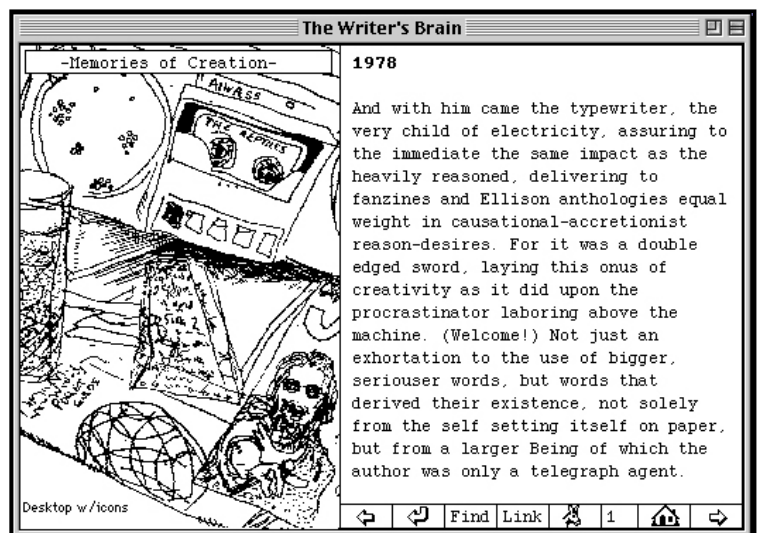 The Writer's Brain
-Memories of Creation-
AIWASS
THE REPTILES
Desktop w/icons
1978
And with him came the typewriter, the
very child of electricity, assuring to
the immediate the same impact as the
heavily reasoned, delivering to
fanzines and Ellison anthologies equal
weight in causational-accretionist
reason-desires. For it was a double
edged sword, laying this onus of
creativity as it did upon the
procrastinator laboring above the
machine. (Welcome!) Not just an
exhortation to the use of bigger,
seriouser words, but words that
derived their existence, not solely
from the self setting itself on paper,
but from a larger Being of which the
author was only a telegraph agent.
Find Link 1